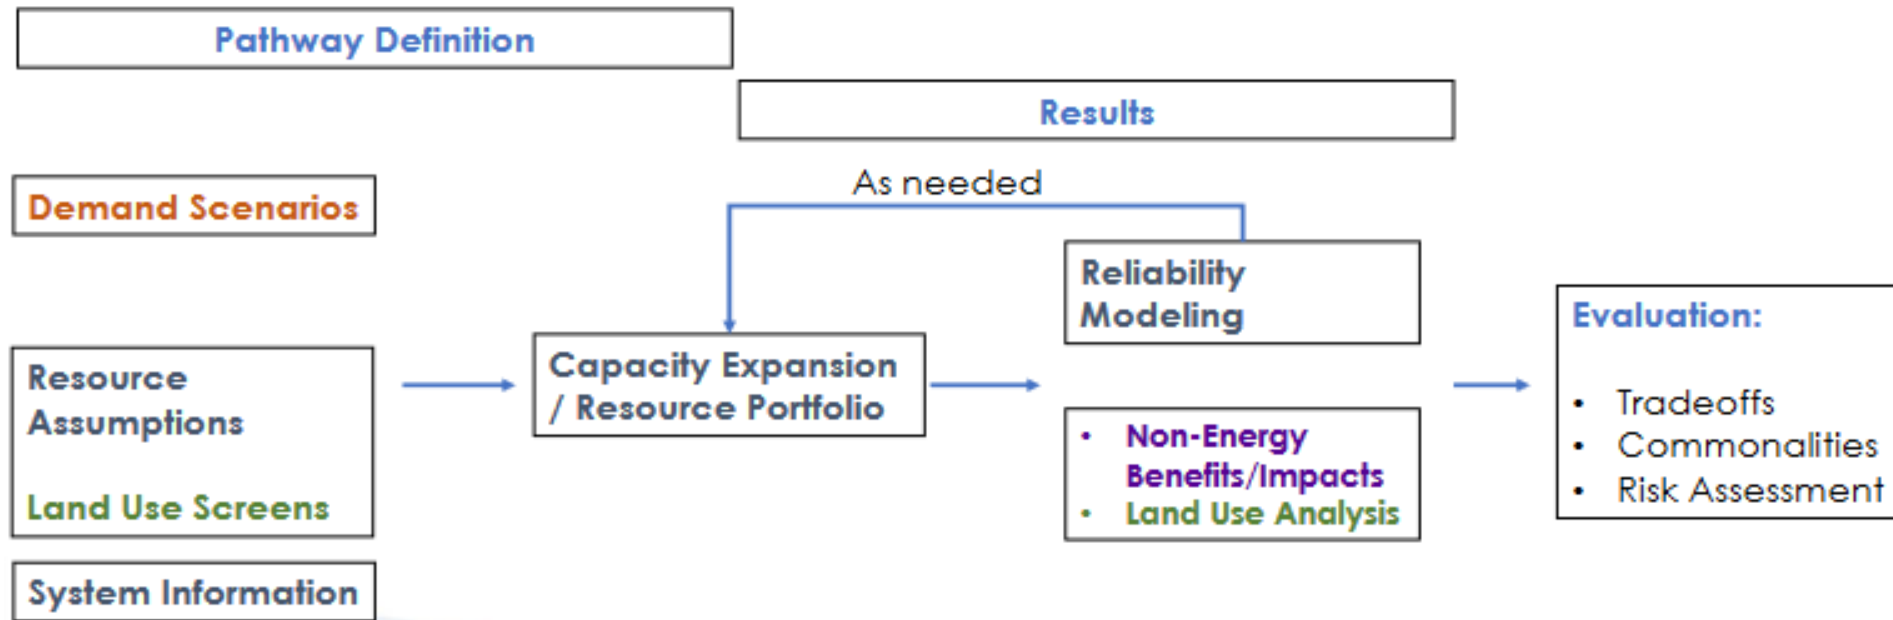 Pathway Definition
Results
As needed
Demand Scenarios
Resource
Assumptions
Land Use Screens
System Information
Capacity Expansion
/ Resource Portfolio
Reliability
Modeling
• Non-Energy
Benefits/Impacts
• Land Use Analysis
Evaluation:
• Tradeoffs
• Commonalities
• Risk Assessment